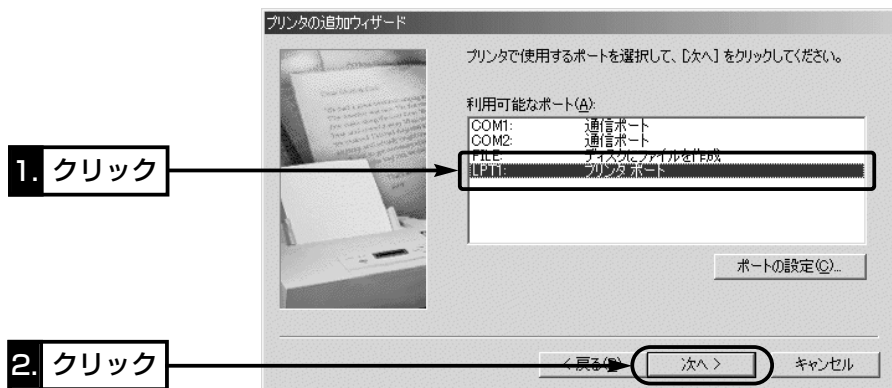 プリンタの追加ウィザード
プリンタで使用するポートを選択して、[次へ] をクリックしてください。
利用可能なポート(A):
COM1: 通信ポート
COM2: 通信ポート
FILE: ディスクにファイルを作成
LPT1: プリンタ ポート
1. クリック
ポートの設定(C)...
2. クリック
< 戻る(B)
次へ >
キャンセル